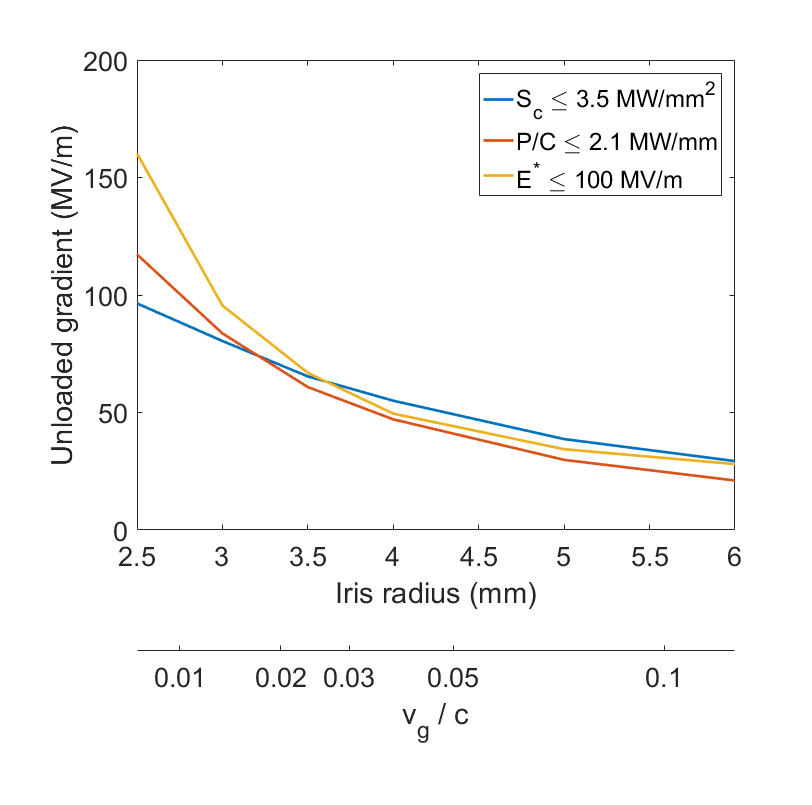 200
150
100
50
0
Unloaded gradient (MV/m)
S_c ≤ 3.5 MW/mm^2
P/C ≤ 2.1 MW/mm
E^* ≤ 100 MV/m
2.5 3 3.5 4 4.5 5 5.5 6
Iris radius (mm)
0.01 0.02 0.03 0.05 0.1
v_g / c